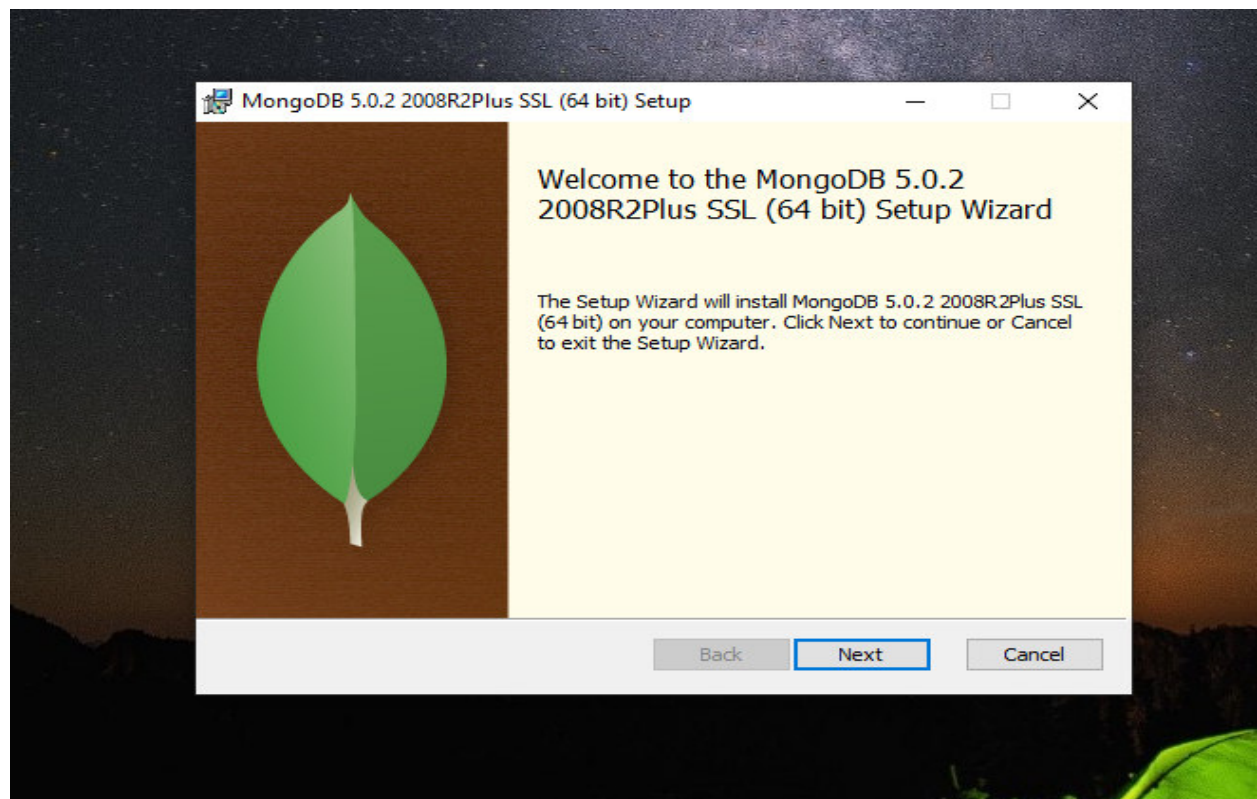 MongoDB 5.0.2 2008R2Plus SSL (64 bit) Setup
Welcome to the MongoDB 5.0.2
2008R2Plus SSL (64 bit) Setup Wizard
The Setup Wizard will install MongoDB 5.0.2 2008R2Plus SSL
(64 bit) on your computer. Click Next to continue or Cancel
to exit the Setup Wizard.
Back Next Cancel